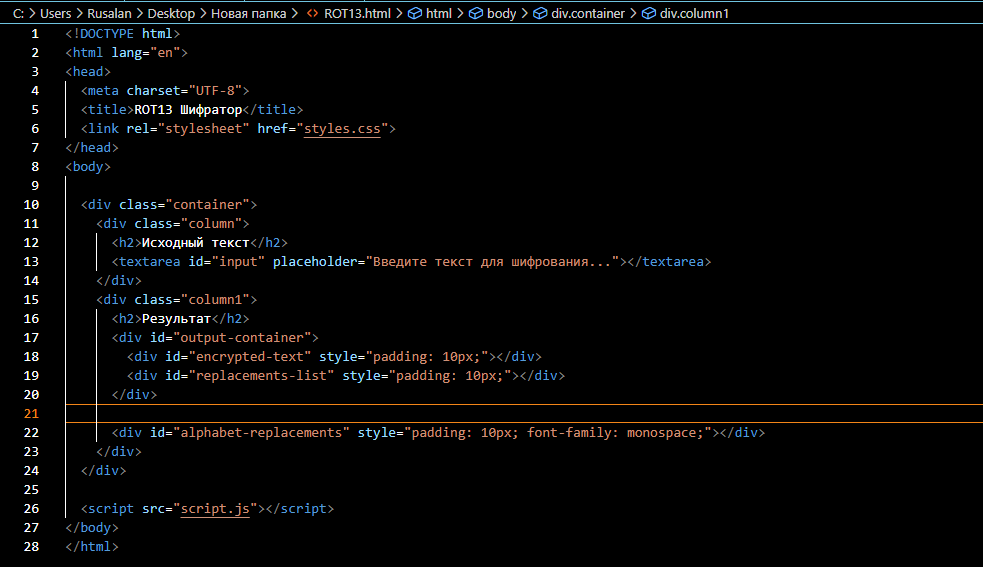 C: > Users > Rusalan > Desktop > Новая папка > <> ROT13.html > html > body > div.container > div.column1
1 <!DOCTYPE html>
2 <html lang="en">
3 <head>
4 <meta charset="UTF-8">
5 <title>ROT13 Шифратор</title>
6 <link rel="stylesheet" href="styles.css">
7 </head>
8 <body>
9
10 <div class="container">
11 <div class="column">
12 <h2>Исходный текст</h2>
13 <textarea id="input" placeholder="Введите текст для шифрования..."></textarea>
14 </div>
15 <div class="column1">
16 <h2>Результат</h2>
17 <div id="output-container">
18 <div id="encrypted-text" style="padding: 10px;"></div>
19 <div id="replacements-list" style="padding: 10px;"></div>
20 </div>
21
22 <div id="alphabet-replacements" style="padding: 10px; font-family: monospace;"></div>
23 </div>
24 </div>
25
26 <script src="script.js"></script>
27 </body>
28 </html>